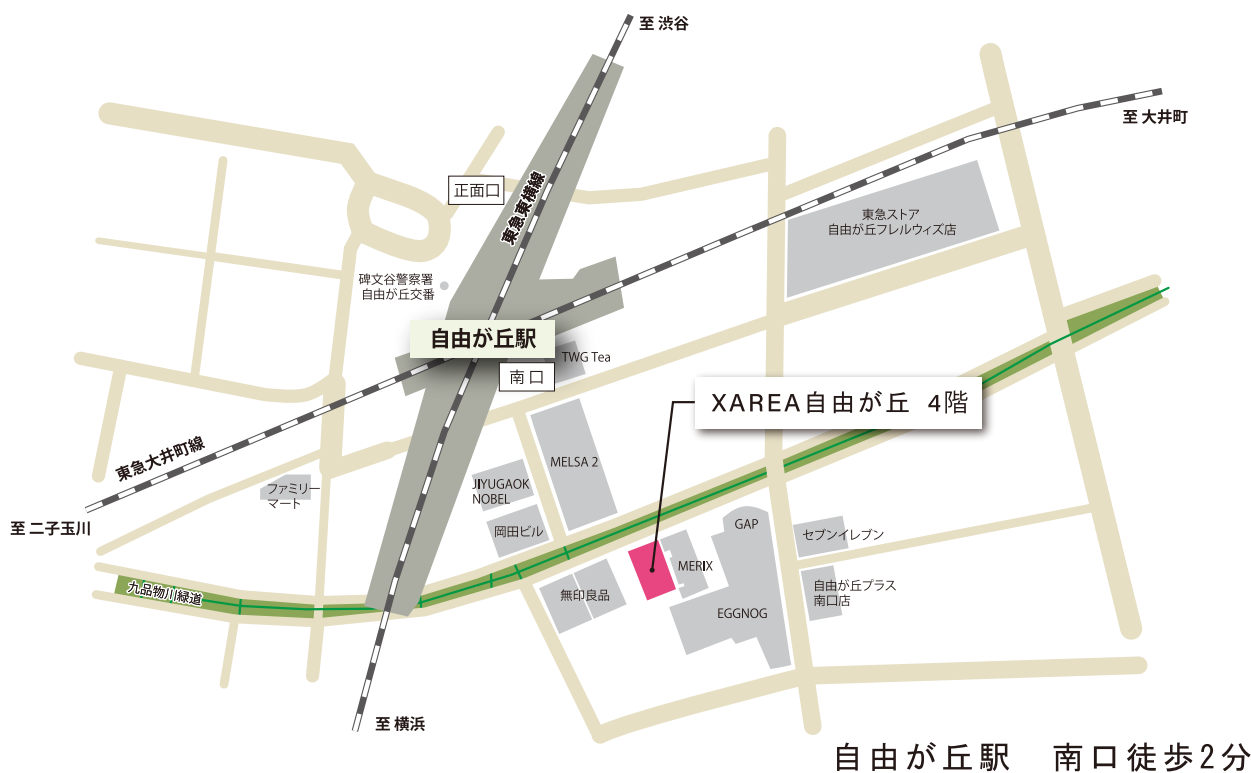 至 渋谷
至 大井町
正面口
東急東横線
東急ストア
自由が丘フレルウィズ店
碑文谷警察署
自由が丘交番
自由が丘駅
TWG Tea
南口
XAREA自由が丘 4階
東急大井町線
MELSA 2
JIYUGAOK
NOBEL
ファミリー
マート
岡田ビル
至 二子玉川
GAP
セブンイレブン
MERIX
九品物川緑道
無印良品
自由が丘プラス
南口店
EGGNOG
至 横浜
自由が丘駅 南口徒歩2分